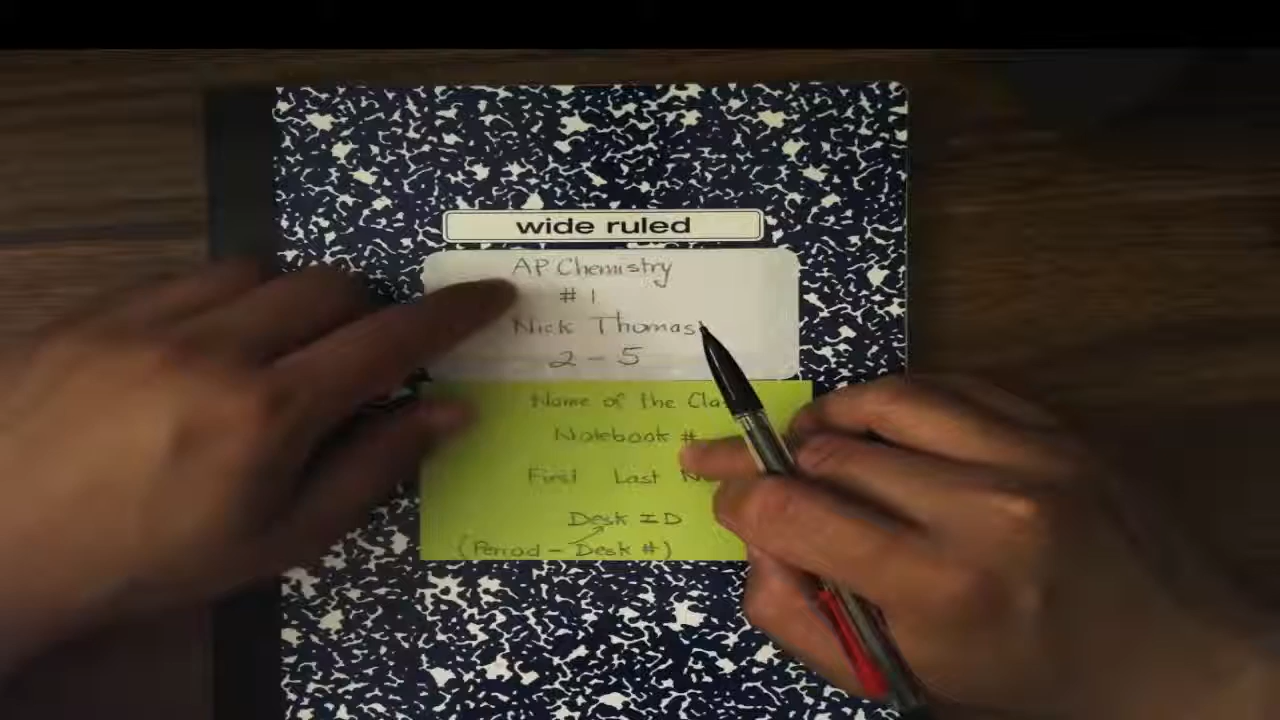 wide ruled
AP Chemistry
# 1
Nick Thomas
2 - 5
Name of the
Notebook #
First Last
Desk ID
(Period - Desk #)